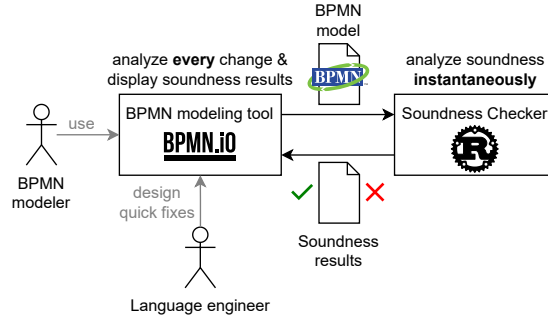 BPMN
model
analyze every change &
display soundness results
BPMN
analyze soundness
instantaneously
BPMN modeling tool
BPMN.iO
Soundness Checker
R
use
BPMN
modeler
design
quick fixes
Soundness
results
Language engineer